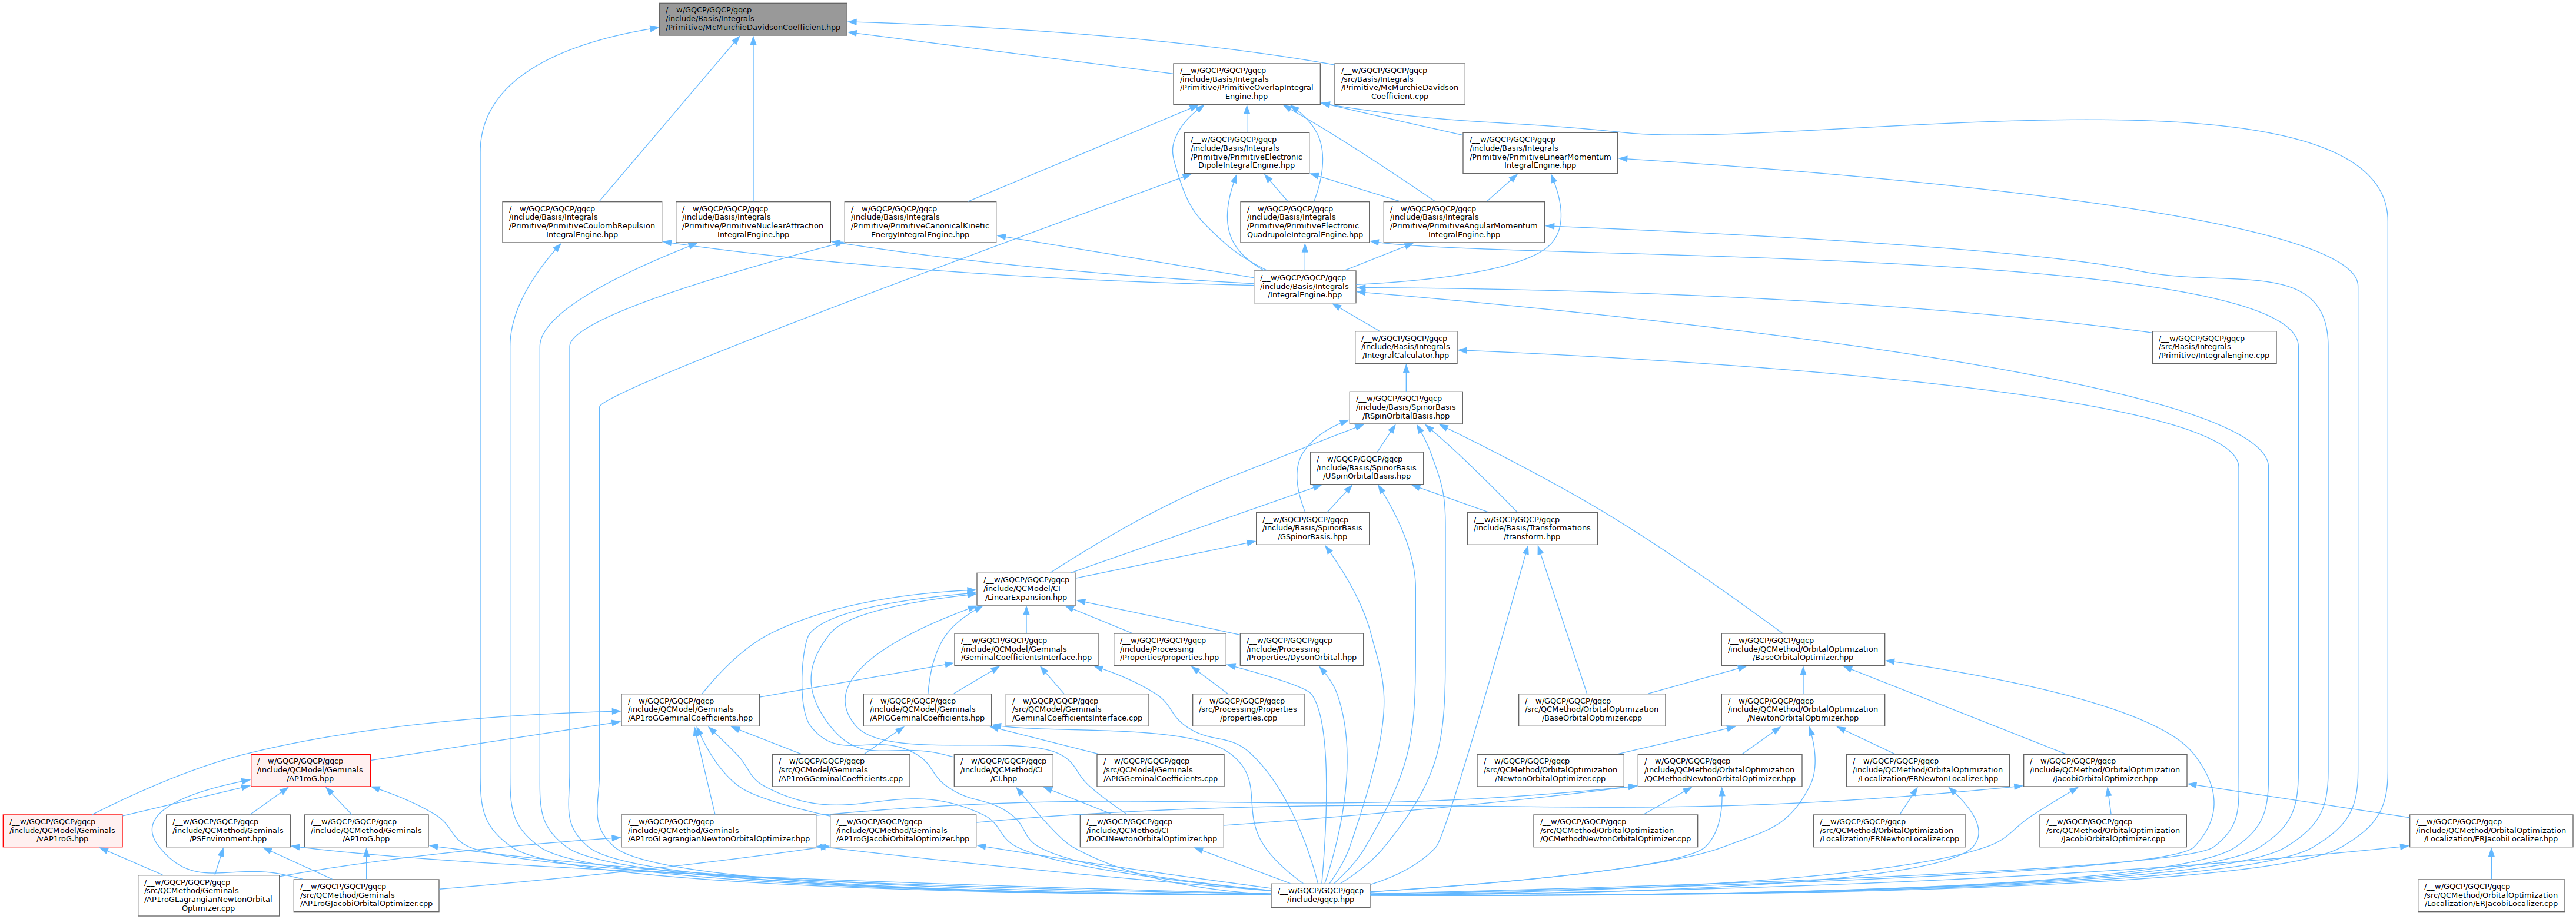 /__w/GQCP/GQCP/gqcp
/include/Basis/Integrals
/Primitive/McMurchieDavidsonCoefficient.hpp
/__w/GQCP/GQCP/gqcp
/include/Basis/Integrals
/Primitive/PrimitiveOverlapIntegral
Engine.hpp
/__w/GQCP/GQCP/gqcp
/src/Basis/Integrals
/Primitive/McMurchieDavidson
Coefficient.cpp
/__w/GQCP/GQCP/gqcp
/include/Basis/Integrals
/Primitive/PrimitiveElectronic
DipoleIntegralEngine.hpp
/__w/GQCP/GQCP/gqcp
/include/Basis/Integrals
/Primitive/PrimitiveLinearMomentum
IntegralEngine.hpp
/__w/GQCP/GQCP/gqcp
/include/Basis/Integrals
/Primitive/PrimitiveCoulombRepulsion
IntegralEngine.hpp
/__w/GQCP/GQCP/gqcp
/include/Basis/Integrals
/Primitive/PrimitiveNuclearAttraction
IntegralEngine.hpp
/__w/GQCP/GQCP/gqcp
/include/Basis/Integrals
/Primitive/PrimitiveCanonicalKinetic
EnergyIntegralEngine.hpp
/__w/GQCP/GQCP/gqcp
/include/Basis/Integrals
/Primitive/PrimitiveElectronic
QuadrupoleIntegralEngine.hpp
/__w/GQCP/GQCP/gqcp
/include/Basis/Integrals
/Primitive/PrimitiveAngularMomentum
IntegralEngine.hpp
/__w/GQCP/GQCP/gqcp
/include/Basis/Integrals
/IntegralEngine.hpp
/__w/GQCP/GQCP/gqcp
/include/Basis/Integrals
/IntegralCalculator.hpp
/__w/GQCP/GQCP/gqcp
/src/Basis/Integrals
/Primitive/IntegralEngine.cpp
/__w/GQCP/GQCP/gqcp
/include/Basis/SpinorBasis
/RSpinOrbitalBasis.hpp
/__w/GQCP/GQCP/gqcp
/include/Basis/SpinorBasis
/USpinOrbitalBasis.hpp
/__w/GQCP/GQCP/gqcp
/include/Basis/SpinorBasis
/GSpinorBasis.hpp
/__w/GQCP/GQCP/gqcp
/include/Basis/Transformations
/transform.hpp
/__w/GQCP/GQCP/gqcp
/include/QCModel/CI
/LinearExpansion.hpp
/__w/GQCP/GQCP/gqcp
/include/QCModel/Geminals
/GeminalCoefficientsInterface.hpp
/__w/GQCP/GQCP/gqcp
/include/Processing
/Properties/properties.hpp
/__w/GQCP/GQCP/gqcp
/include/Processing
/Properties/DysonOrbital.hpp
/__w/GQCP/GQCP/gqcp
/include/QCMethod/OrbitalOptimization
/BaseOrbitalOptimizer.hpp
/__w/GQCP/GQCP/gqcp
/include/QCModel/Geminals
/AP1roGGeminalCoefficients.hpp
/__w/GQCP/GQCP/gqcp
/include/QCModel/Geminals
/APIGGeminalCoefficients.hpp
/__w/GQCP/GQCP/gqcp
/src/QCModel/Geminals
/GeminalCoefficientsInterface.cpp
/__w/GQCP/GQCP/gqcp
/src/Processing/Properties
/properties.cpp
/__w/GQCP/GQCP/gqcp
/src/QCMethod/OrbitalOptimization
/BaseOrbitalOptimizer.cpp
/__w/GQCP/GQCP/gqcp
/include/QCMethod/OrbitalOptimization
/NewtonOrbitalOptimizer.hpp
/__w/GQCP/GQCP/gqcp
/include/QCModel/Geminals
/AP1roG.hpp
/__w/GQCP/GQCP/gqcp
/src/QCModel/Geminals
/AP1roGGeminalCoefficients.cpp
/__w/GQCP/GQCP/gqcp
/include/QCMethod/CI
/CI.hpp
/__w/GQCP/GQCP/gqcp
/src/QCModel/Geminals
/APIGGeminalCoefficients.cpp
/__w/GQCP/GQCP/gqcp
/src/QCMethod/OrbitalOptimization
/NewtonOrbitalOptimizer.cpp
/__w/GQCP/GQCP/gqcp
/include/QCMethod/OrbitalOptimization
/QCMethodNewtonOrbitalOptimizer.hpp
/__w/GQCP/GQCP/gqcp
/include/QCMethod/OrbitalOptimization
/Localization/ERNewtonLocalizer.hpp
/__w/GQCP/GQCP/gqcp
/include/QCMethod/OrbitalOptimization
/JacobiOrbitalOptimizer.hpp
/__w/GQCP/GQCP/gqcp
/include/QCModel/Geminals
/vAP1roG.hpp
/__w/GQCP/GQCP/gqcp
/include/QCMethod/Geminals
/PSEnvironment.hpp
/__w/GQCP/GQCP/gqcp
/include/QCMethod/Geminals
/AP1roG.hpp
/__w/GQCP/GQCP/gqcp
/include/QCMethod/Geminals
/AP1roGLagrangianNewtonOrbitalOptimizer.hpp
/__w/GQCP/GQCP/gqcp
/include/QCMethod/Geminals
/AP1roGJacobiOrbitalOptimizer.hpp
/__w/GQCP/GQCP/gqcp
/include/QCMethod/CI
/DOCINewtonOrbitalOptimizer.hpp
/__w/GQCP/GQCP/gqcp
/src/QCMethod/OrbitalOptimization
/QCMethodNewtonOrbitalOptimizer.cpp
/__w/GQCP/GQCP/gqcp
/src/QCMethod/OrbitalOptimization
/Localization/ERNewtonLocalizer.cpp
/__w/GQCP/GQCP/gqcp
/src/QCMethod/OrbitalOptimization
/JacobiOrbitalOptimizer.cpp
/__w/GQCP/GQCP/gqcp
/include/QCMethod/OrbitalOptimization
/Localization/ERJacobiLocalizer.hpp
/__w/GQCP/GQCP/gqcp
/src/QCMethod/Geminals
/AP1roGLagrangianNewtonOrbital
Optimizer.cpp
/__w/GQCP/GQCP/gqcp
/src/QCMethod/Geminals
/AP1roGJacobiOrbitalOptimizer.cpp
/__w/GQCP/GQCP/gqcp
/include/gqcp.hpp
/__w/GQCP/GQCP/gqcp
/src/QCMethod/OrbitalOptimization
/Localization/ERJacobiLocalizer.cpp